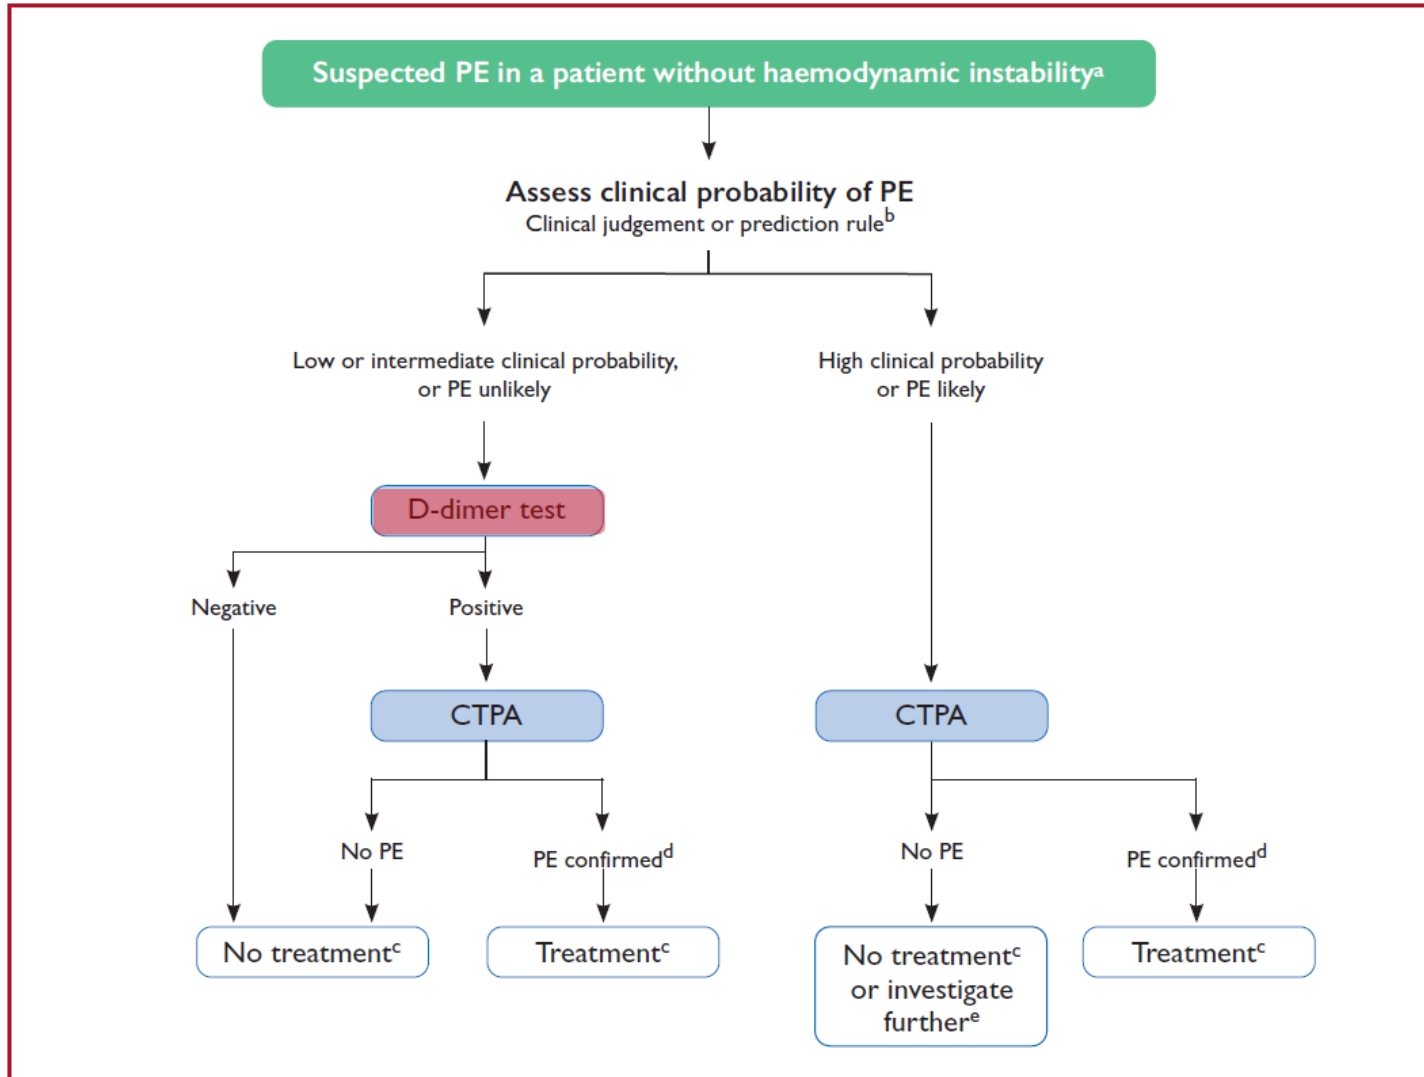 Suspected PE in a patient without haemodynamic instabilityᵃ
Assess clinical probability of PE
Clinical judgement or prediction ruleᵇ
Low or intermediate clinical probability,
or PE unlikely
High clinical probability
or PE likely
D-dimer test
Negative
Positive
CTPA
CTPA
No PE
PE confirmedᵈ
No PE
PE confirmedᵈ
No treatmentᶜ
Treatmentᶜ
No treatmentᶜ
or investigate
furtherᵉ
Treatmentᶜ